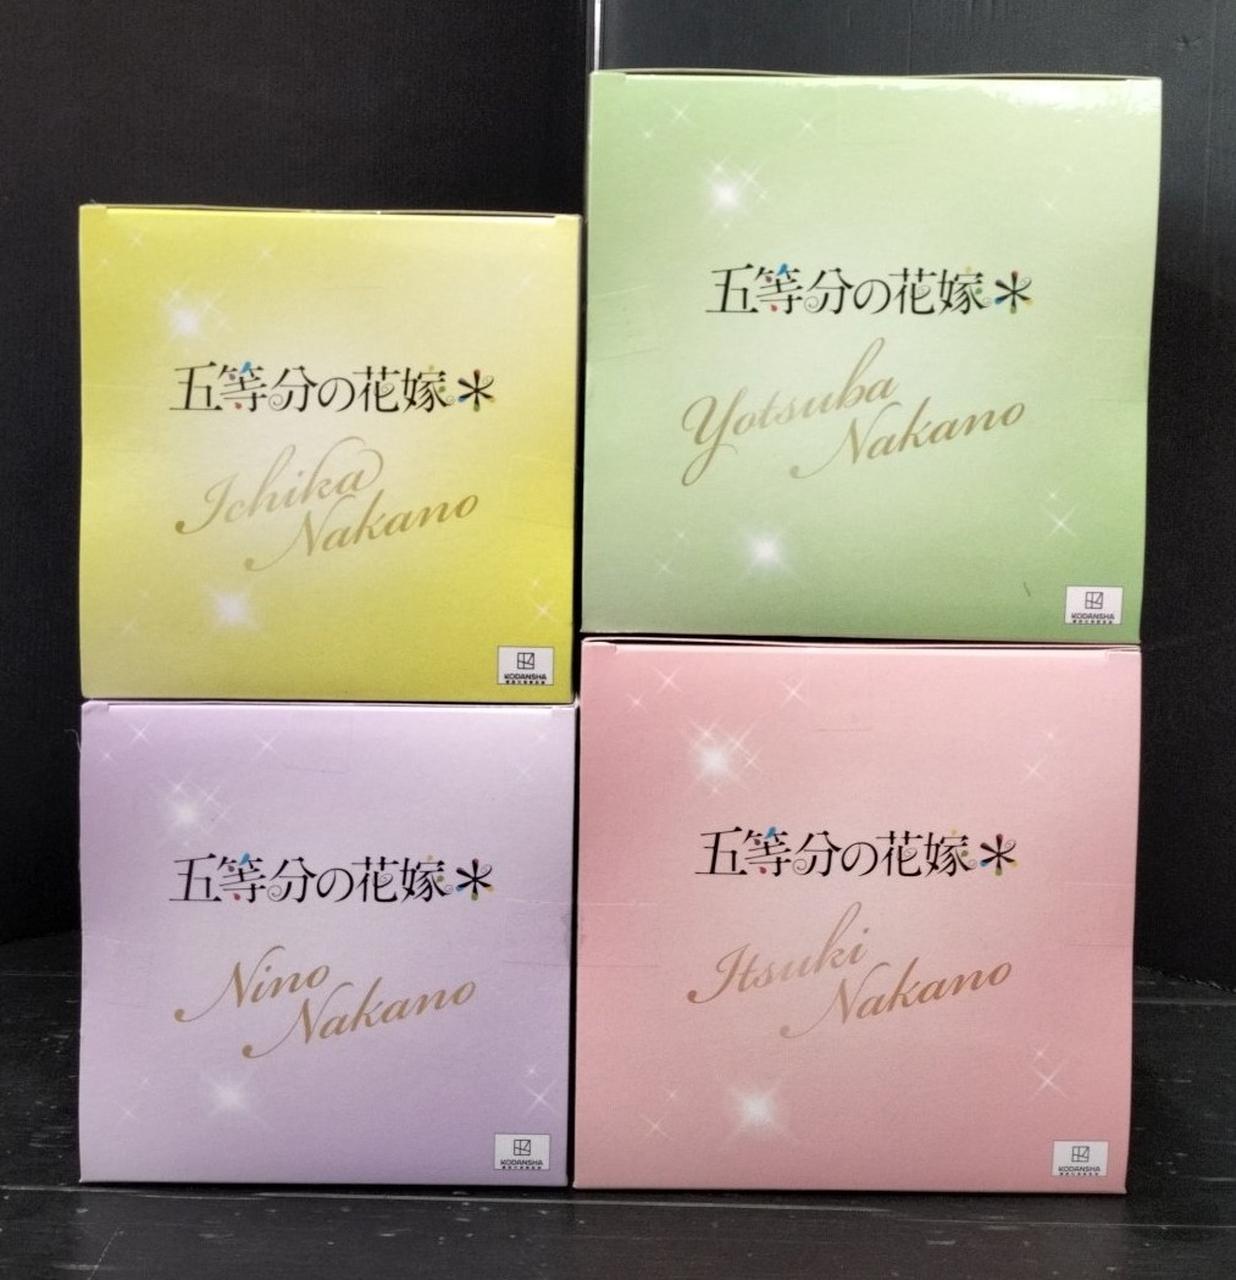 五等分の花嫁*
Ichika
Nakano
KODANSHA
五等分の花嫁*
Yotsuba
Nakano
KODANSHA
五等分の花嫁*
Nino
Nakano
KODANSHA
五等分の花嫁*
Itsuki
Nakano
KODANSHA